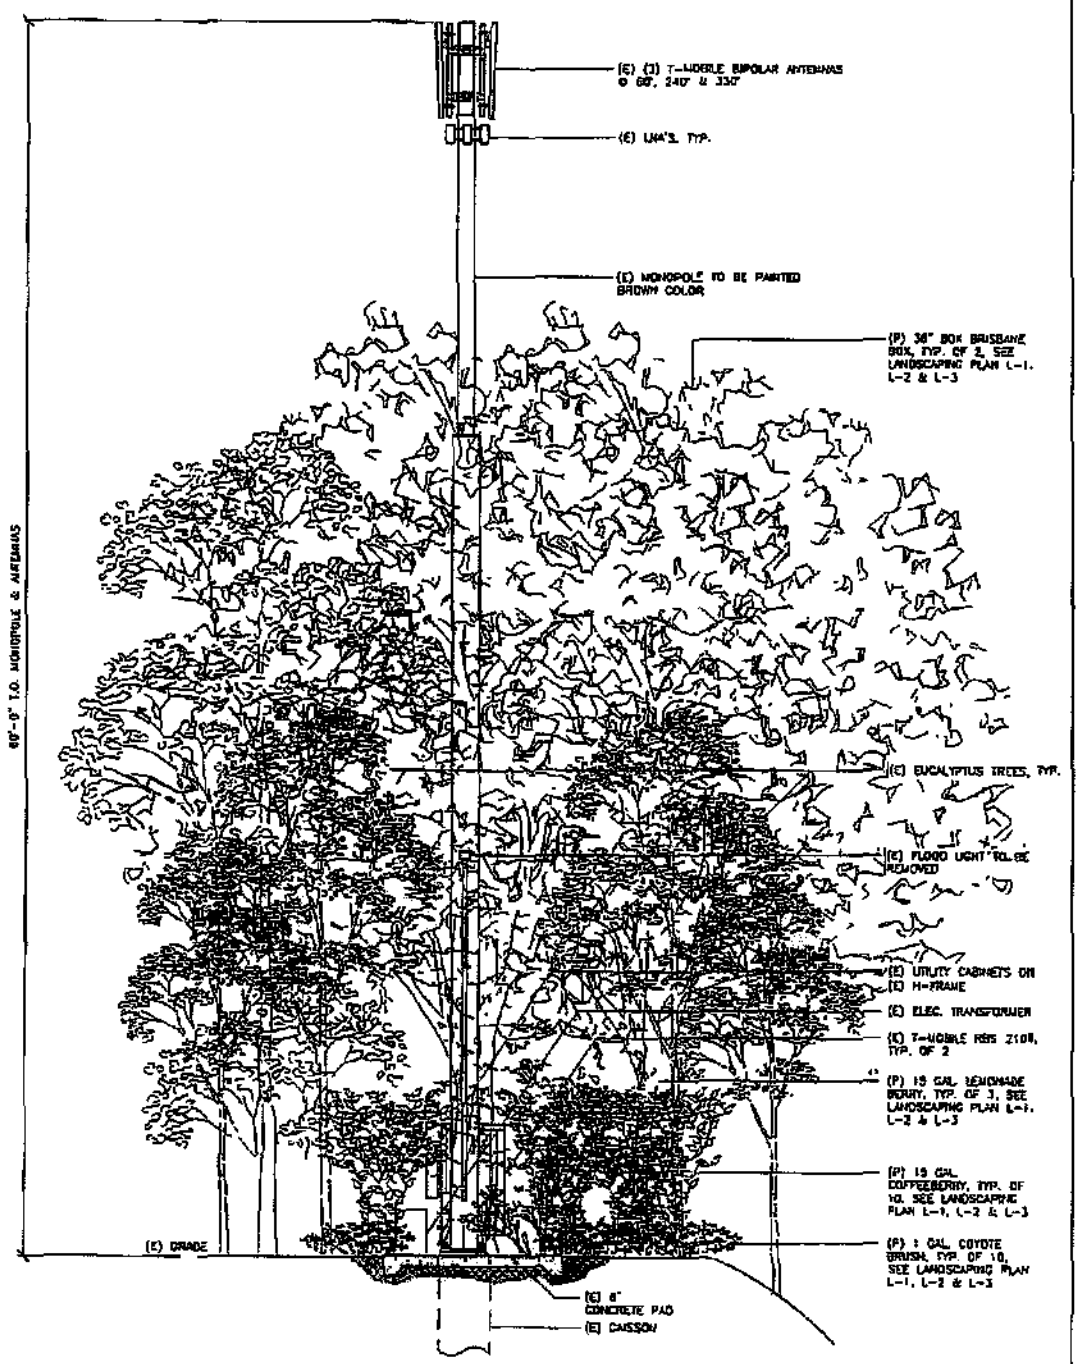 (E) (3) T-MOBILE BIPOLAR ANTENNAS
@ 60°, 240° & 330°
(E) LNA'S, TYP.
(E) MONOPOLE TO BE PAINTED
BROWN COLOR
(P) 36" BOX BRISBANE
BOX, TYP. OF 2, SEE
LANDSCAPING PLAN L-1,
L-2 & L-3
60'-0" T.O. MONOPOLE & ANTENNAS
(E) EUCALYPTUS TREES, TYP.
(E) FLOOD LIGHT TO BE
REMOVED
(E) UTILITY CABINETS ON
(E) H-FRAME
(E) ELEC. TRANSFORMER
(E) T-MOBILE RBS
TYP. OF 2
(P) 15 GAL LEMONADE
BERRY, TYP. OF 3, SEE
LANDSCAPING PLAN L-1,
L-2 & L-3
(P) 15 GAL
COFFEEBERRY, TYP. OF
10, SEE LANDSCAPING
PLAN L-1, L-2 & L-3
(P) 1 GAL COYOTE
BRUSH, TYP. OF 10,
SEE LANDSCAPING PLAN
L-1, L-2 & L-3
(E) GRADE
(E) 6"
CONCRETE PAD
(E) CAISSON